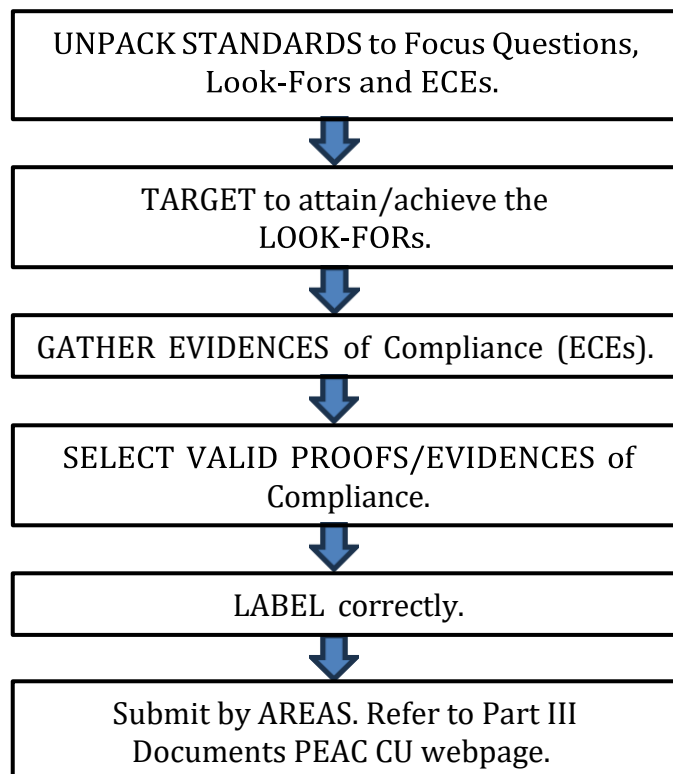 UNPACK STANDARDS to Focus Questions,
Look-Fors and ECEs.
TARGET to attain/achieve the
LOOK-FORs.
GATHER EVIDENCES of Compliance (ECEs).
SELECT VALID PROOFS/EVIDENCES of
Compliance.
LABEL correctly.
Submit by AREAS. Refer to Part III
Documents PEAC CU webpage.